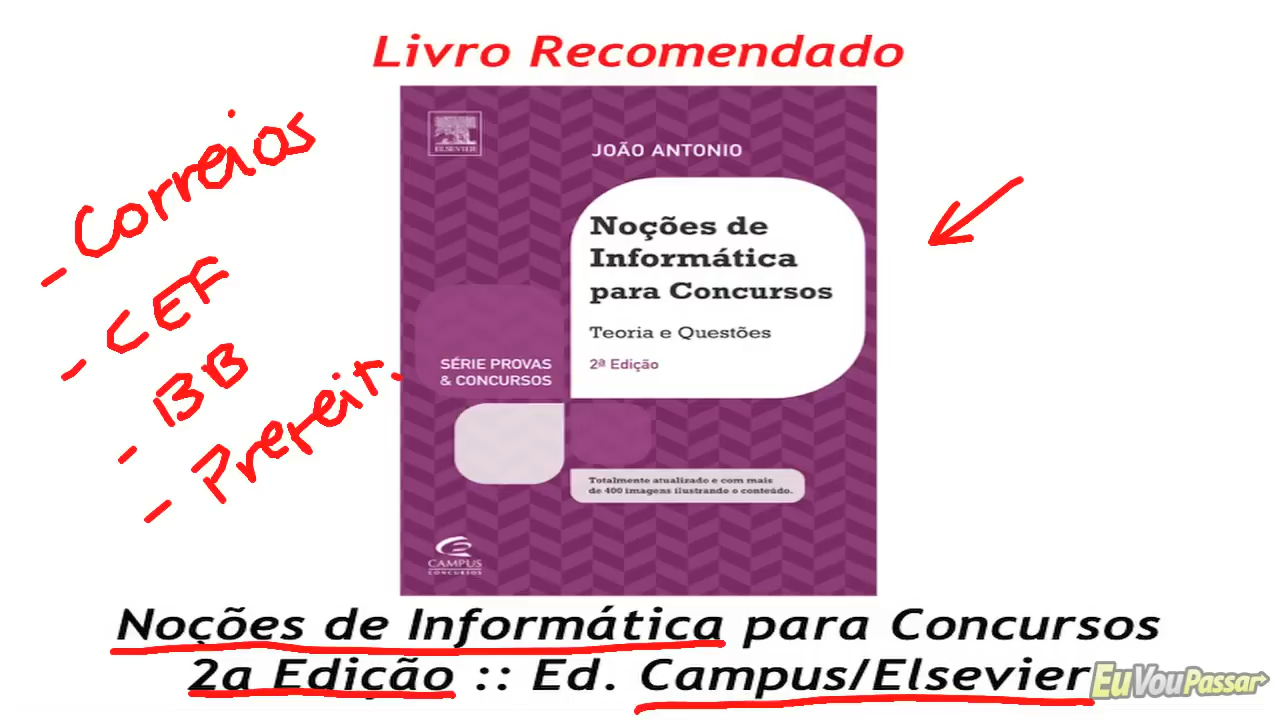 Livro Recomendado
- Correios
- CEF
- BB
- Prefeit.
ELSEVIER
JOÃO ANTONIO
Noções de
Informática
para Concursos
Teoria e Questões
2ª Edição
SÉRIE PROVAS
& CONCURSOS
Totalmente atualizado e com mais
de 400 imagens ilustrando o conteúdo.
CAMPUS
CONCURSOS
Noções de Informática para Concursos
2a Edição :: Ed. Campus/Elsevier
EuVouPassar